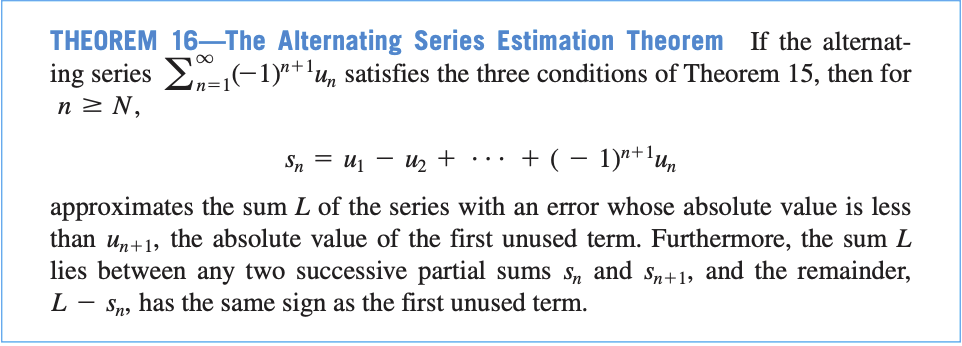 THEOREM 16—The Alternating Series Estimation Theorem If the alternat-
ing series $\sum_{n=1}^{\infty}(-1)^{n+1}u_n$ satisfies the three conditions of Theorem 15, then for
$n \geq N$,
$s_n = u_1 - u_2 + \cdots + (-1)^{n+1}u_n$
approximates the sum $L$ of the series with an error whose absolute value is less
than $u_{n+1}$, the absolute value of the first unused term. Furthermore, the sum $L$
lies between any two successive partial sums $s_n$ and $s_{n+1}$, and the remainder,
$L - s_n$, has the same sign as the first unused term.